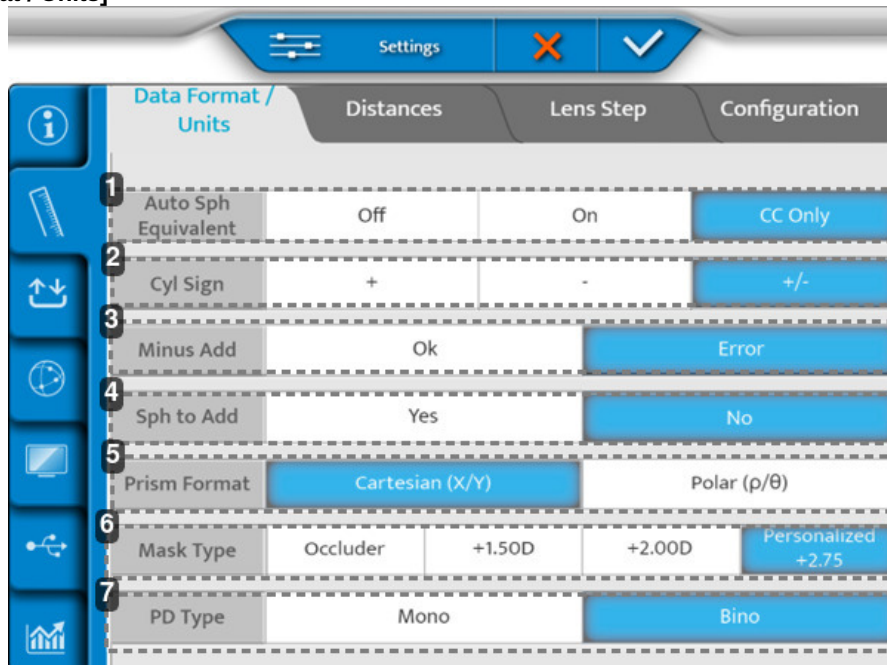 Settings
Data Format /
Units
Distances
Lens Step
Configuration
1
Auto Sph
Equivalent
Off
On
CC Only
2
Cyl Sign
+
-
+/-
3
Minus Add
Ok
Error
4
Sph to Add
Yes
No
5
Prism Format
Cartesian (X/Y)
Polar (ρ/θ)
6
Mask Type
Occluder
+1.50D
+2.00D
Personalized
+2.75
7
PD Type
Mono
Bino